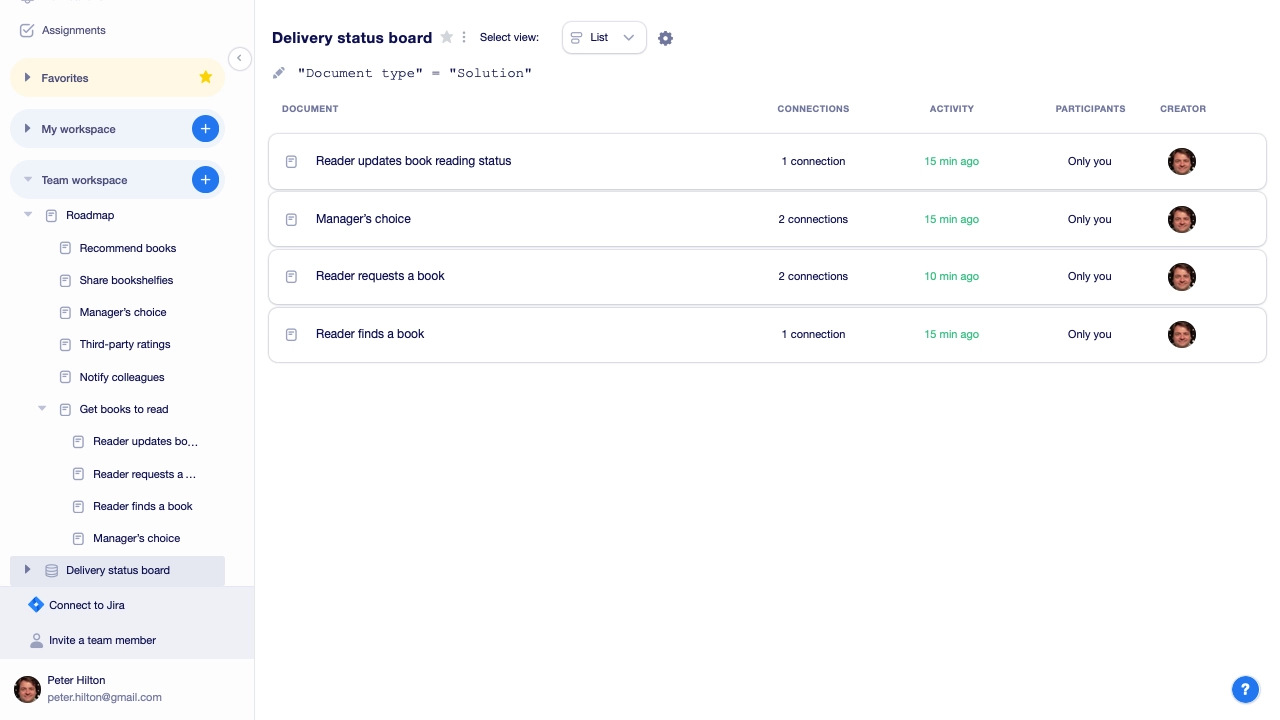 Assignments
Favorites
My workspace
Team workspace
Roadmap
Recommend books
Share bookshelfies
Manager’s choice
Third-party ratings
Notify colleagues
Get books to read
Reader updates bo...
Reader requests a ...
Reader finds a book
Manager’s choice
Delivery status board
Connect to Jira
Invite a team member
Peter Hilton
peter.hilton@gmail.com
Delivery status board Select view: List
"Document type" = "Solution"
DOCUMENT CONNECTIONS ACTIVITY PARTICIPANTS CREATOR
Reader updates book reading status 1 connection 15 min ago Only you
Manager’s choice 2 connections 15 min ago Only you
Reader requests a book 2 connections 10 min ago Only you
Reader finds a book 1 connection 15 min ago Only you
?